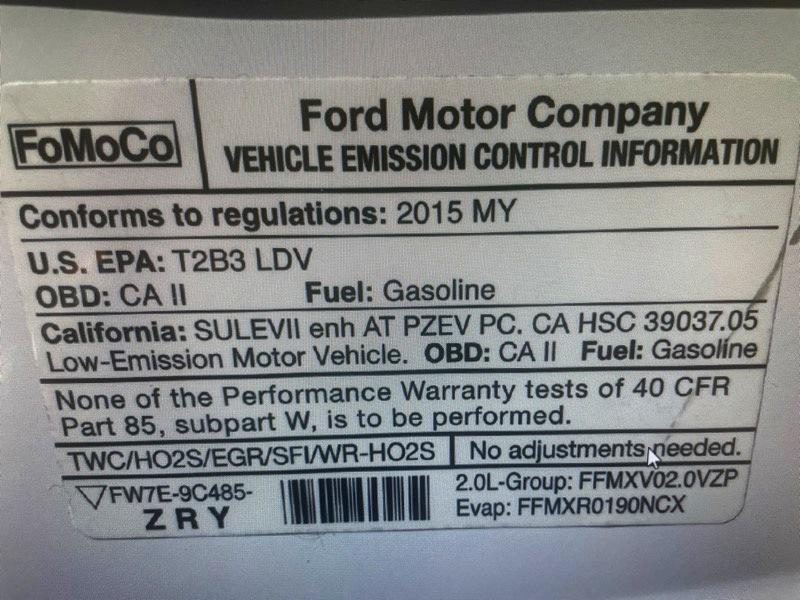 FoMoCo
Ford Motor Company
VEHICLE EMISSION CONTROL INFORMATION
Conforms to regulations: 2015 MY
U.S. EPA: T2B3 LDV
OBD: CA II Fuel: Gasoline
California: SULEVII enh AT PZEV PC. CA HSC 39037.05
Low-Emission Motor Vehicle. OBD: CA II Fuel: Gasoline
None of the Performance Warranty tests of 40 CFR
Part 85, subpart W, is to be performed.
TWC/HO2S/EGR/SFI/WR-HO2S No adjustments needed.
FW7E-9C485-
ZRY
2.0L-Group: FFMXV02.0VZP
Evap: FFMXR0190NCX